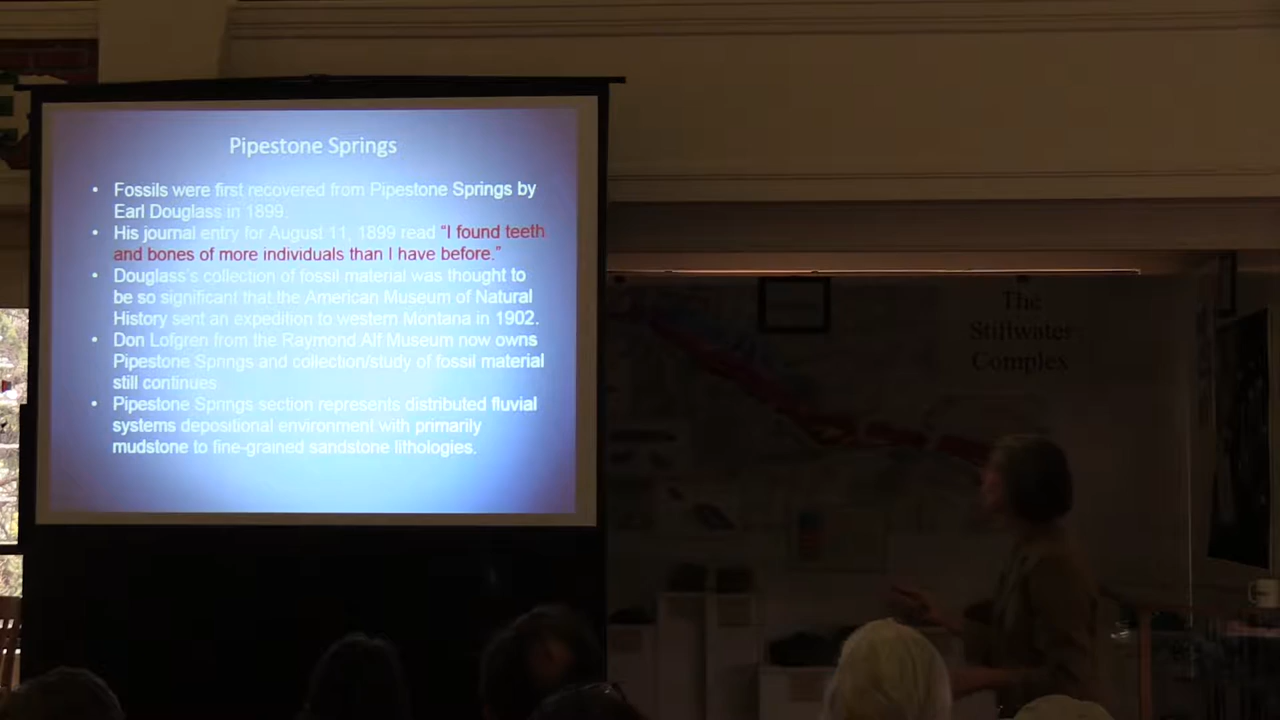 Pipestone Springs
• Fossils were first recovered from Pipestone Springs by
Earl Douglass in 1899.
• His journal entry for August 11, 1899 read “I found teeth
and bones of more individuals than I have before.”
• Douglass's collection of fossil material was thought to
be so significant that the American Museum of Natural
History sent an expedition to western Montana in 1902.
• Don Lofgren from the Raymond Alf Museum now owns
Pipestone Springs and collection/study of fossil material
still continues
• Pipestone Springs section represents distributed fluvial
systems depositional environment with primarily
mudstone to fine-grained sandstone lithologies.
The
Stillwater
Complex